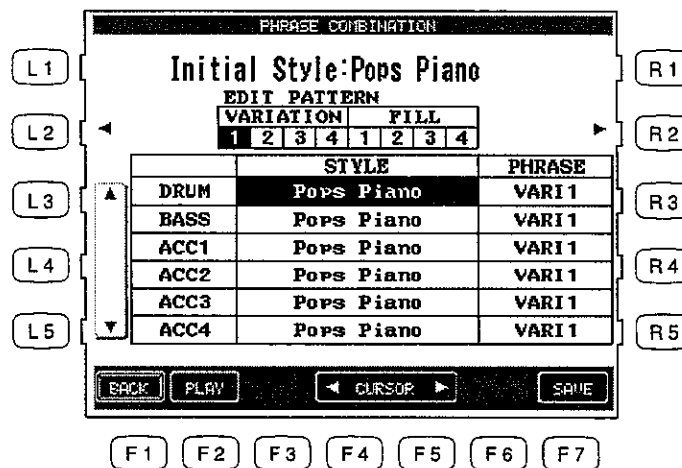 PHRASE COMBINATION
L1 Initial Style:Pops Piano R1
EDIT PATTERN
VARIATION FILL
L2 ◄ 1 2 3 4 1 2 3 4 ► R2
STYLE PHRASE
L3 ▲ DRUM Pops Piano VARI1 R3
BASS Pops Piano VARI1
ACC1 Pops Piano VARI1
L4 ACC2 Pops Piano VARI1 R4
ACC3 Pops Piano VARI1
L5 ▼ ACC4 Pops Piano VARI1 R5
BACK PLAY ◄ CURSOR ► SAVE
F1 F2 F3 F4 F5 F6 F7